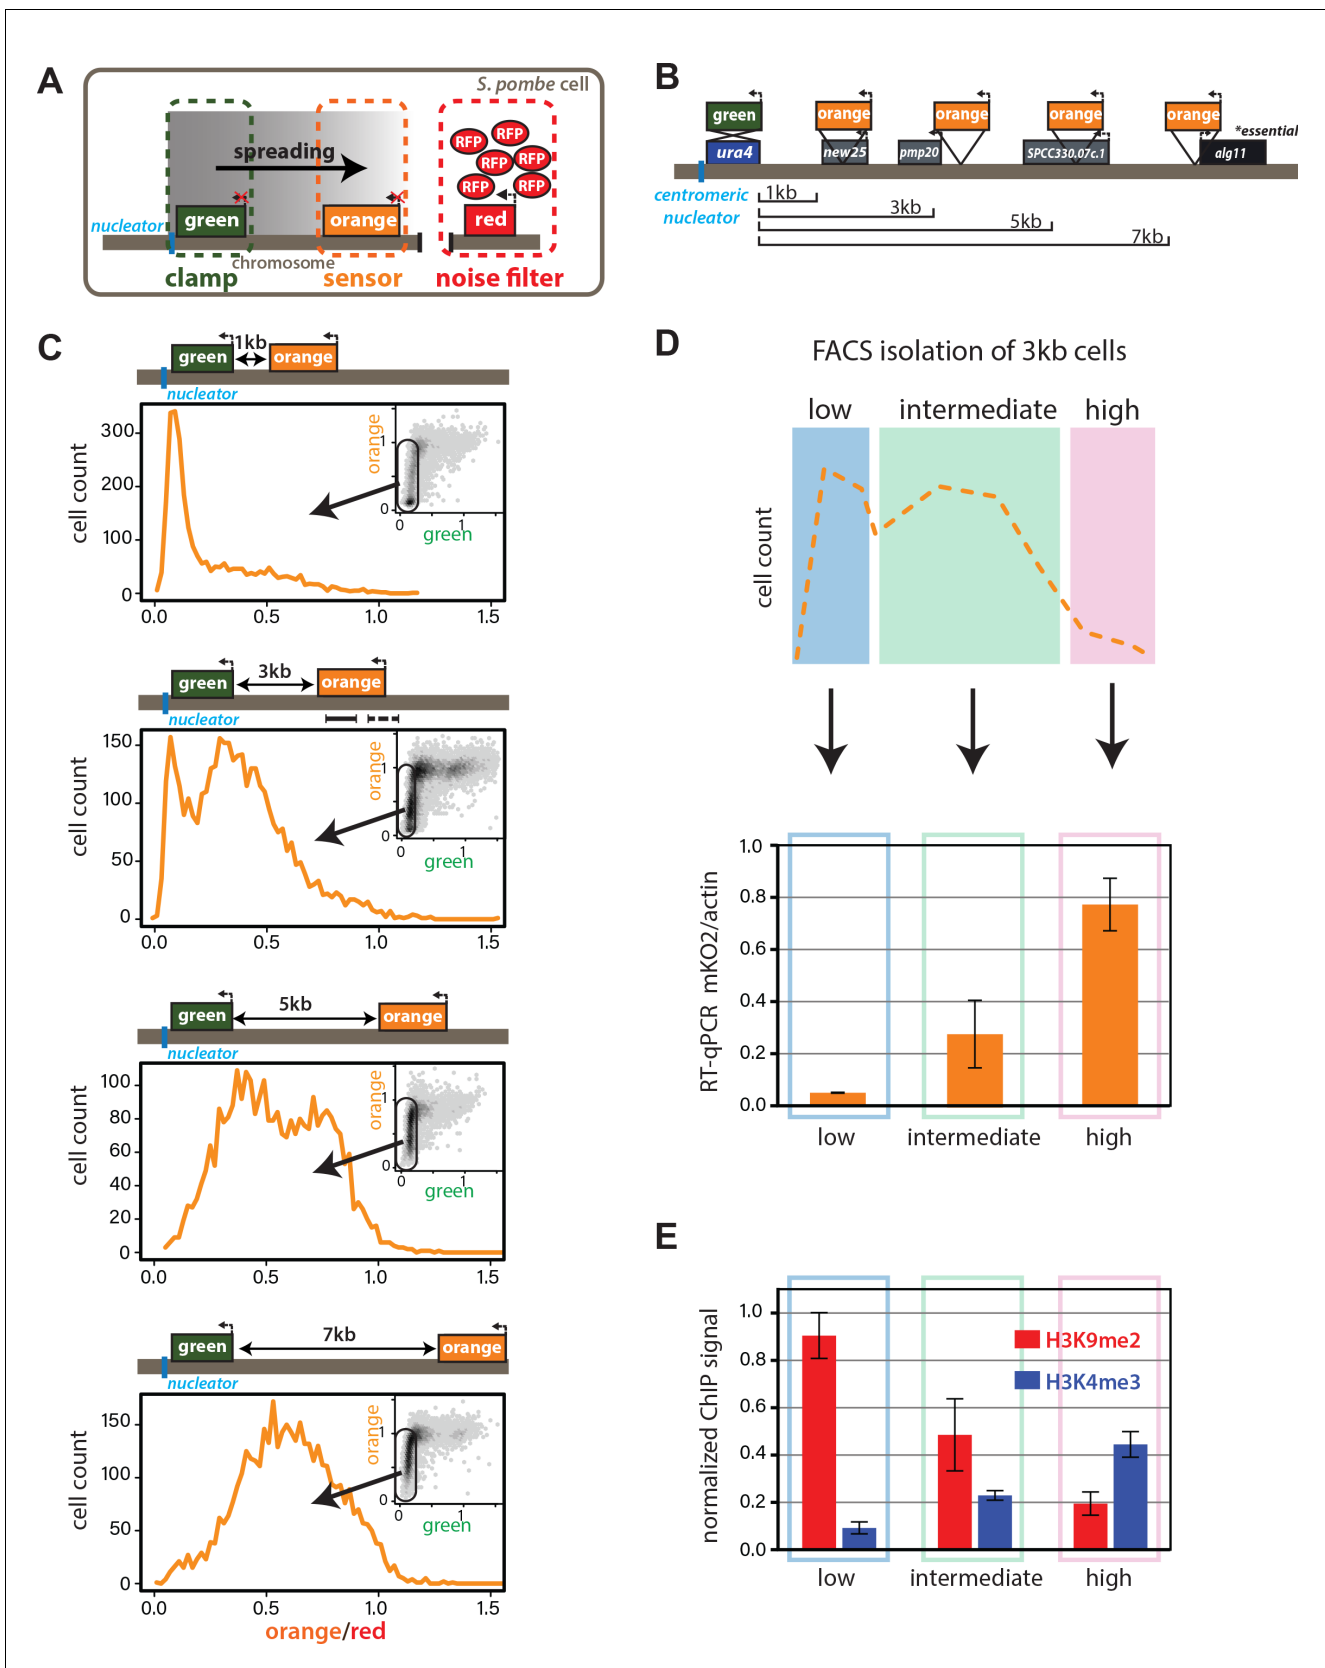 A
S. pombe cell
spreading
RFP
RFP
RFP
RFP
RFP
RFP
nucleator
green
orange
red
chromosome
clamp
sensor
noise filter
B
green
orange
orange
orange
orange
*essential
ura4
new25
pmp20
SPCC330.07c.1
alg11
centromeric
nucleator
1kb
3kb
5kb
7kb
C
green
1kb
orange
nucleator
cell count
300
200
100
0
0.0
0.5
1.0
1.5
orange
1
0
0
1
green
green
3kb
orange
nucleator
cell count
150
100
50
0
0.0
0.5
1.0
1.5
orange
1
0
0
1
green
green
5kb
orange
nucleator
cell count
100
80
60
40
20
0
0.0
0.5
1.0
1.5
orange
1
0
0
1
green
green
7kb
orange
nucleator
cell count
150
100
50
0
0.0
0.5
1.0
1.5
orange
1
0
0
1
green
orange/red
D
FACS isolation of 3kb cells
low
intermediate
high
cell count
RT-qPCR mKO2/actin
1.0
0.8
0.6
0.4
0.2
0.0
low
intermediate
high
E
normalized ChIP signal
1.0
0.8
0.6
0.4
0.2
0.0
H3K9me2
H3K4me3
low
intermediate
high